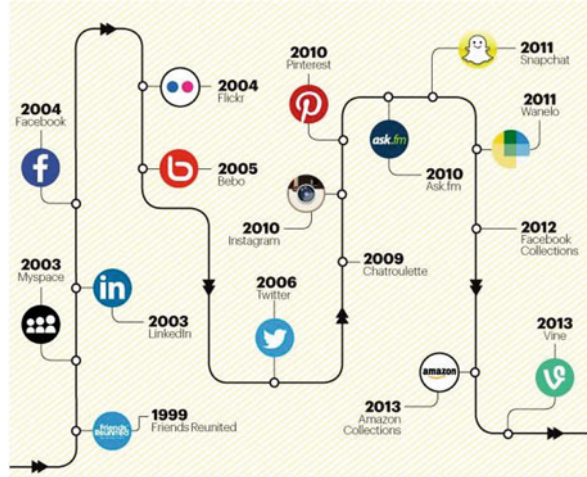 2004
Facebook
f
2003
Myspace
in
2003
LinkedIn
Friends
Reunited
1999
Friends Reunited
2004
Flickr
b
2005
Bebo
2006
Twitter
2010
Pinterest
2010
Instagram
2009
Chatroulette
ask.fm
2010
Ask.fm
2011
Snapchat
2011
Wanelo
2012
Facebook
Collections
amazon
2013
Amazon
Collections
2013
Vine